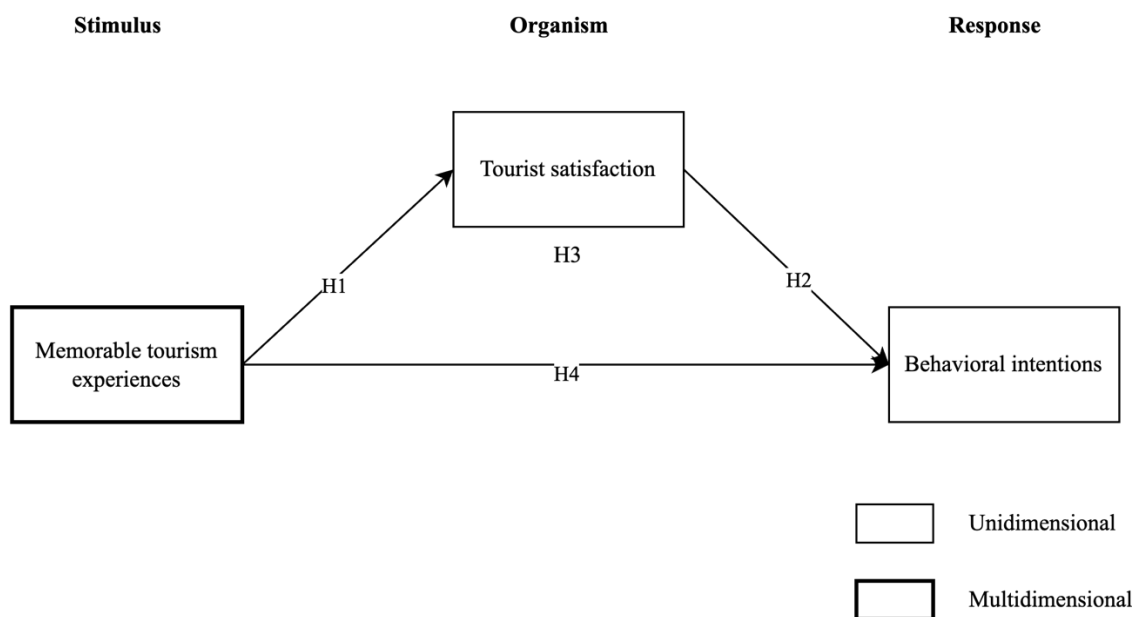 Stimulus
Organism
Response
Tourist satisfaction
H3
H1
H2
Memorable tourism
experiences
H4
Behavioral intentions
Unidimensional
Multidimensional